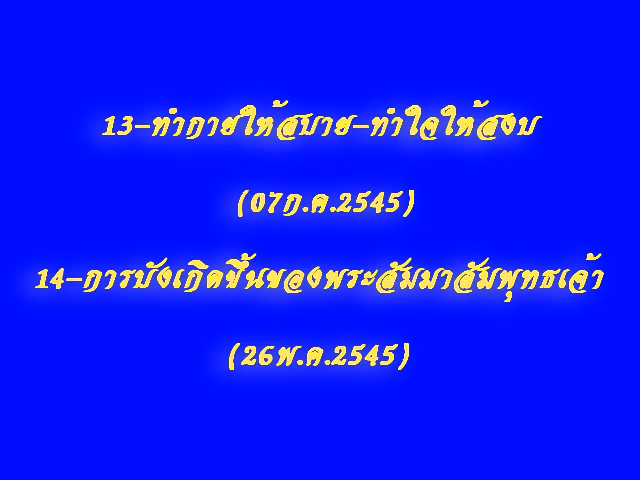 13-ทำกายให้สบาย-ทำใจให้สงบ
(07ก.ค.2545)
14-การบังเกิดขึ้นของพระสัมมาสัมพุทธเจ้า
(26พ.ค.2545)